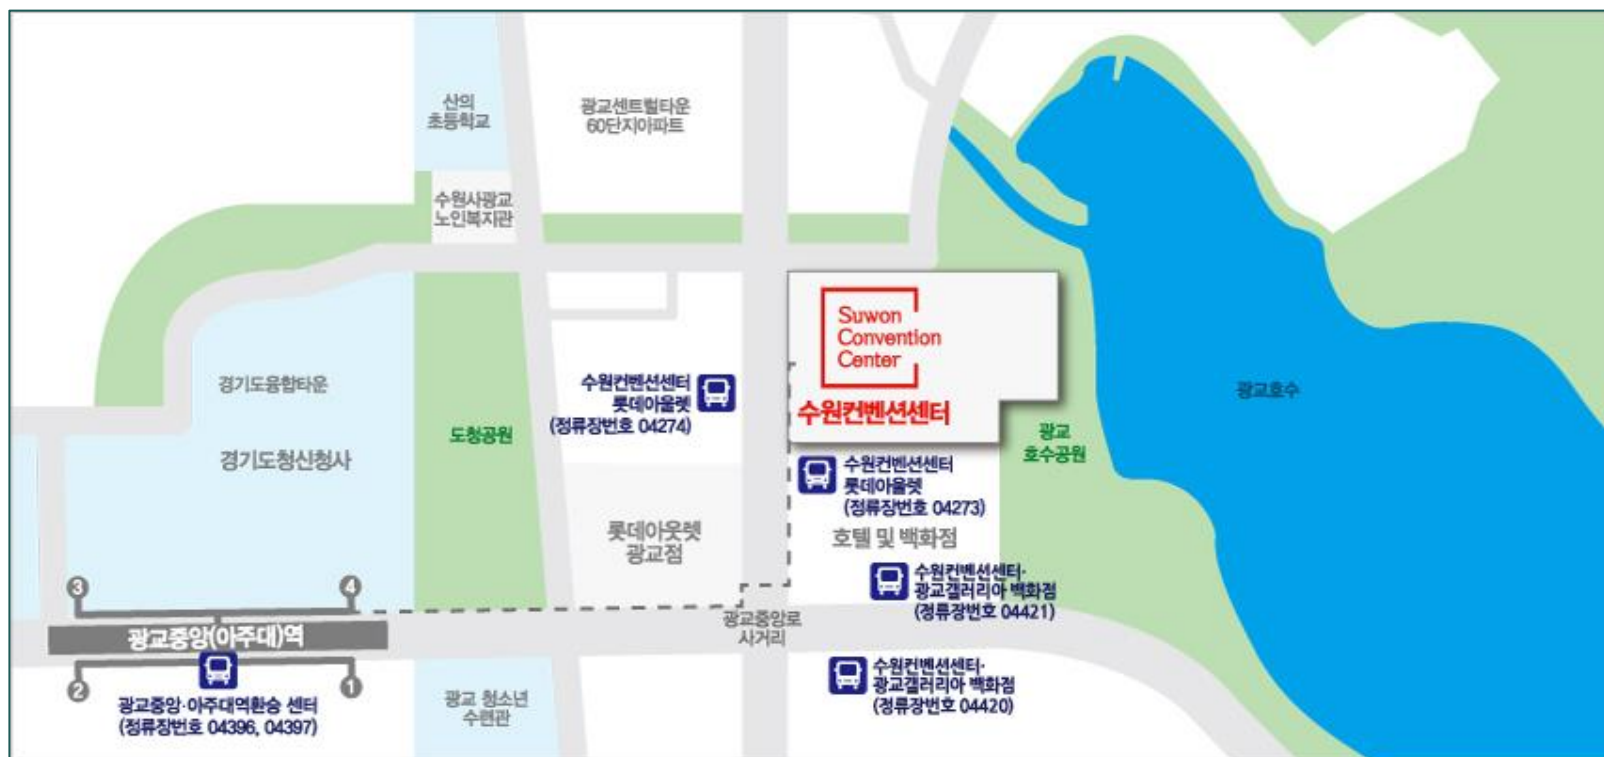 산의
초등학교
광교센트럴타운
60단지아파트
수원시광교
노인복지관
Suwon
Convention
Center
수원컨벤션센터
경기도융합타운
경기도청신청사
도청공원
수원컨벤션센터
롯데아울렛
(정류장번호 04274)
광교호수
광교
호수공원
수원컨벤션센터
롯데아울렛
(정류장번호 04273)
롯데아웃렛
광교점
호텔 및 백화점
수원컨벤션센터·
광교갤러리아 백화점
(정류장번호 04421)
3
4
광교중앙(아주대)역
2
1
광교중앙로
사거리
수원컨벤션센터·
광교갤러리아 백화점
(정류장번호 04420)
광교중앙·아주대역환승 센터
(정류장번호 04396, 04397)
광교 청소년
수련관